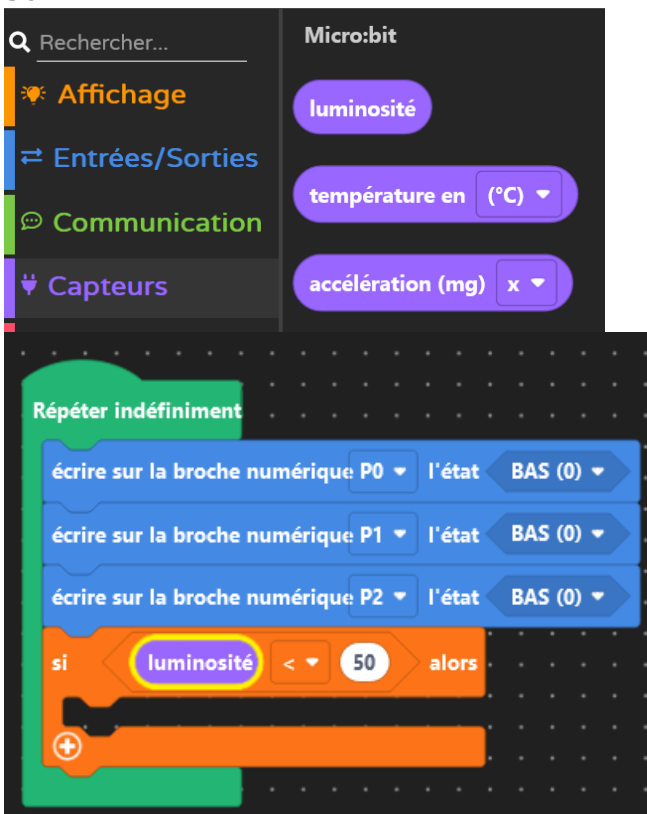 Rechercher...
Affichage
Entrées/Sorties
Communication
Capteurs
Micro:bit
luminosité
température en (°C)
accélération (mg) x
Répéter indéfiniment
écrire sur la broche numérique P0 l'état BAS (0)
écrire sur la broche numérique P1 l'état BAS (0)
écrire sur la broche numérique P2 l'état BAS (0)
si luminosité < 50 alors